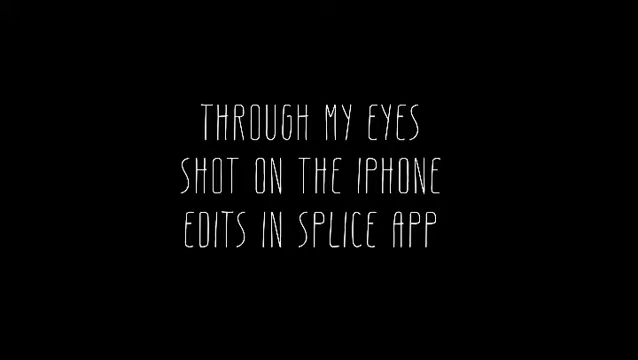 THROUGH MY EYES
SHOT ON THE IPHONE
EDITS IN SPLICE APP